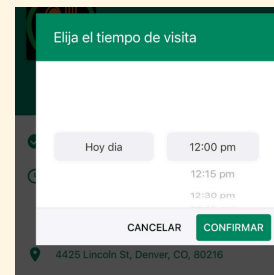 Elija el tiempo de visita
Hoy dia
12:00 pm
12:15 pm
12:30 pm
CANCELAR
CONFIRMAR
4425 Lincoln St, Denver, CO, 80216